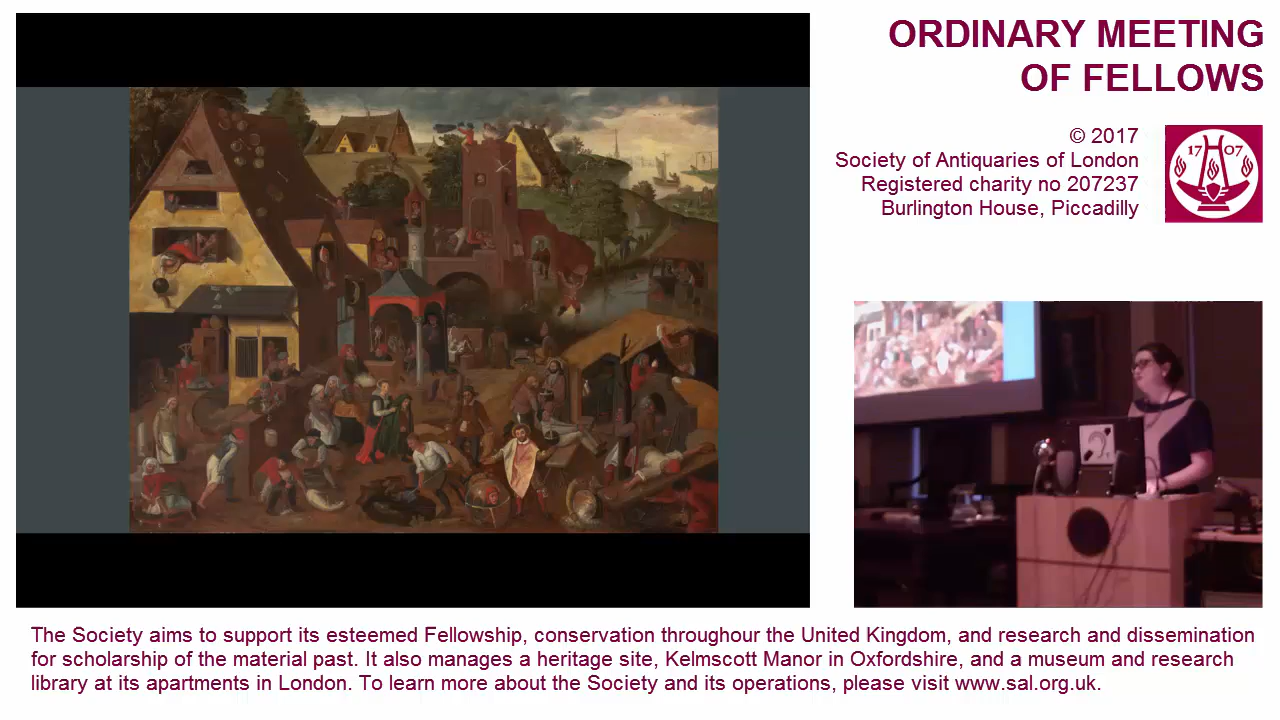 ORDINARY MEETING
OF FELLOWS
© 2017
Society of Antiquaries of London
Registered charity no 207237
Burlington House, Piccadilly
17 07
The Society aims to support its esteemed Fellowship, conservation throughour the United Kingdom, and research and dissemination
for scholarship of the material past. It also manages a heritage site, Kelmscott Manor in Oxfordshire, and a museum and research
library at its apartments in London. To learn more about the Society and its operations, please visit www.sal.org.uk.